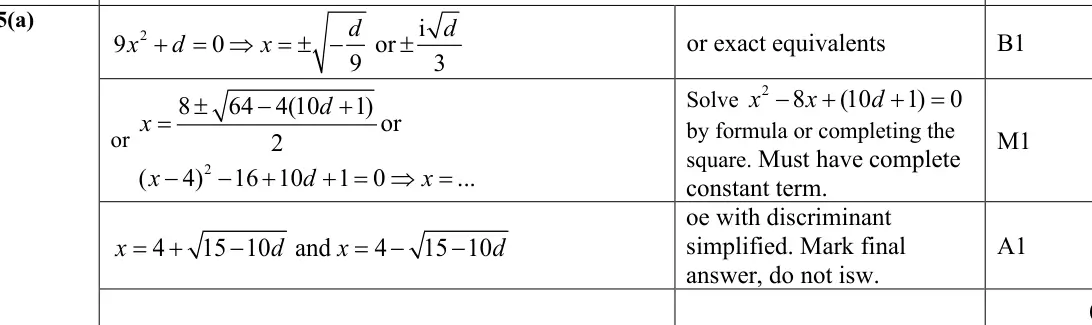 5(a)
9x² + d = 0 ⇒ x = ±√(−d/9) or ± i√d/3
or exact equivalents
B1
or x = (8 ± √(64 − 4(10d + 1)))/2 or
(x − 4)² − 16 + 10d + 1 = 0 ⇒ x = ...
Solve x² − 8x + (10d + 1) = 0
by formula or completing the
square. Must have complete
constant term.
M1
x = 4 + √(15 − 10d) and x = 4 − √(15 − 10d)
oe with discriminant
simplified. Mark final
answer, do not isw.
A1